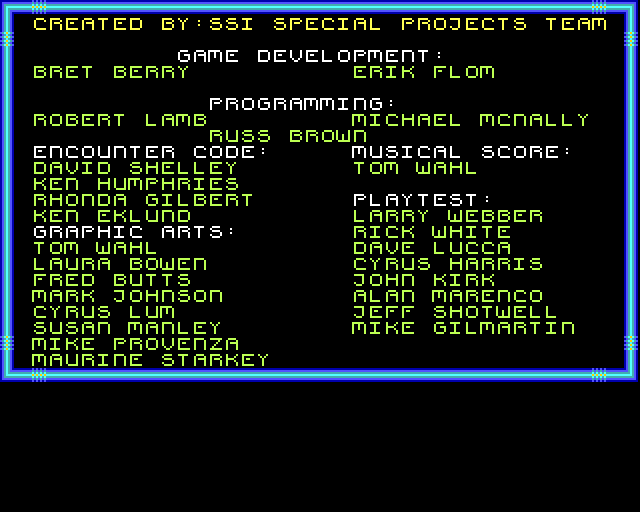 CREATED BY:SSI SPECIAL PROJECTS TEAM
GAME DEVELOPMENT:
BRET BERRY ERIK FLOM
PROGRAMMING:
ROBERT LAMB MICHAEL MCNALLY
RUSS BROWN
ENCOUNTER CODE: MUSICAL SCORE:
DAVID SHELLEY TOM WAHL
KEN HUMPHRIES
RHONDA GILBERT PLAYTEST:
KEN EKLUND LARRY WEBBER
GRAPHIC ARTS: RICK WHITE
TOM WAHL DAVE LUCCA
LAURA BOWEN CYRUS HARRIS
FRED BUTTS JOHN KIRK
MARK JOHNSON ALAN MARENCO
CYRUS LUM JEFF SHOTWELL
SUSAN MANLEY MIKE GILMARTIN
MIKE PROVENZA
MAURINE STARKEY